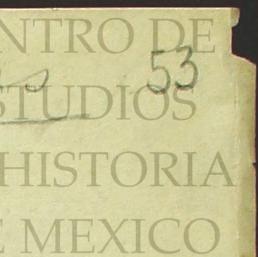 NTRO DE
53
STUDIOS
HISTORIA
E MEXICO